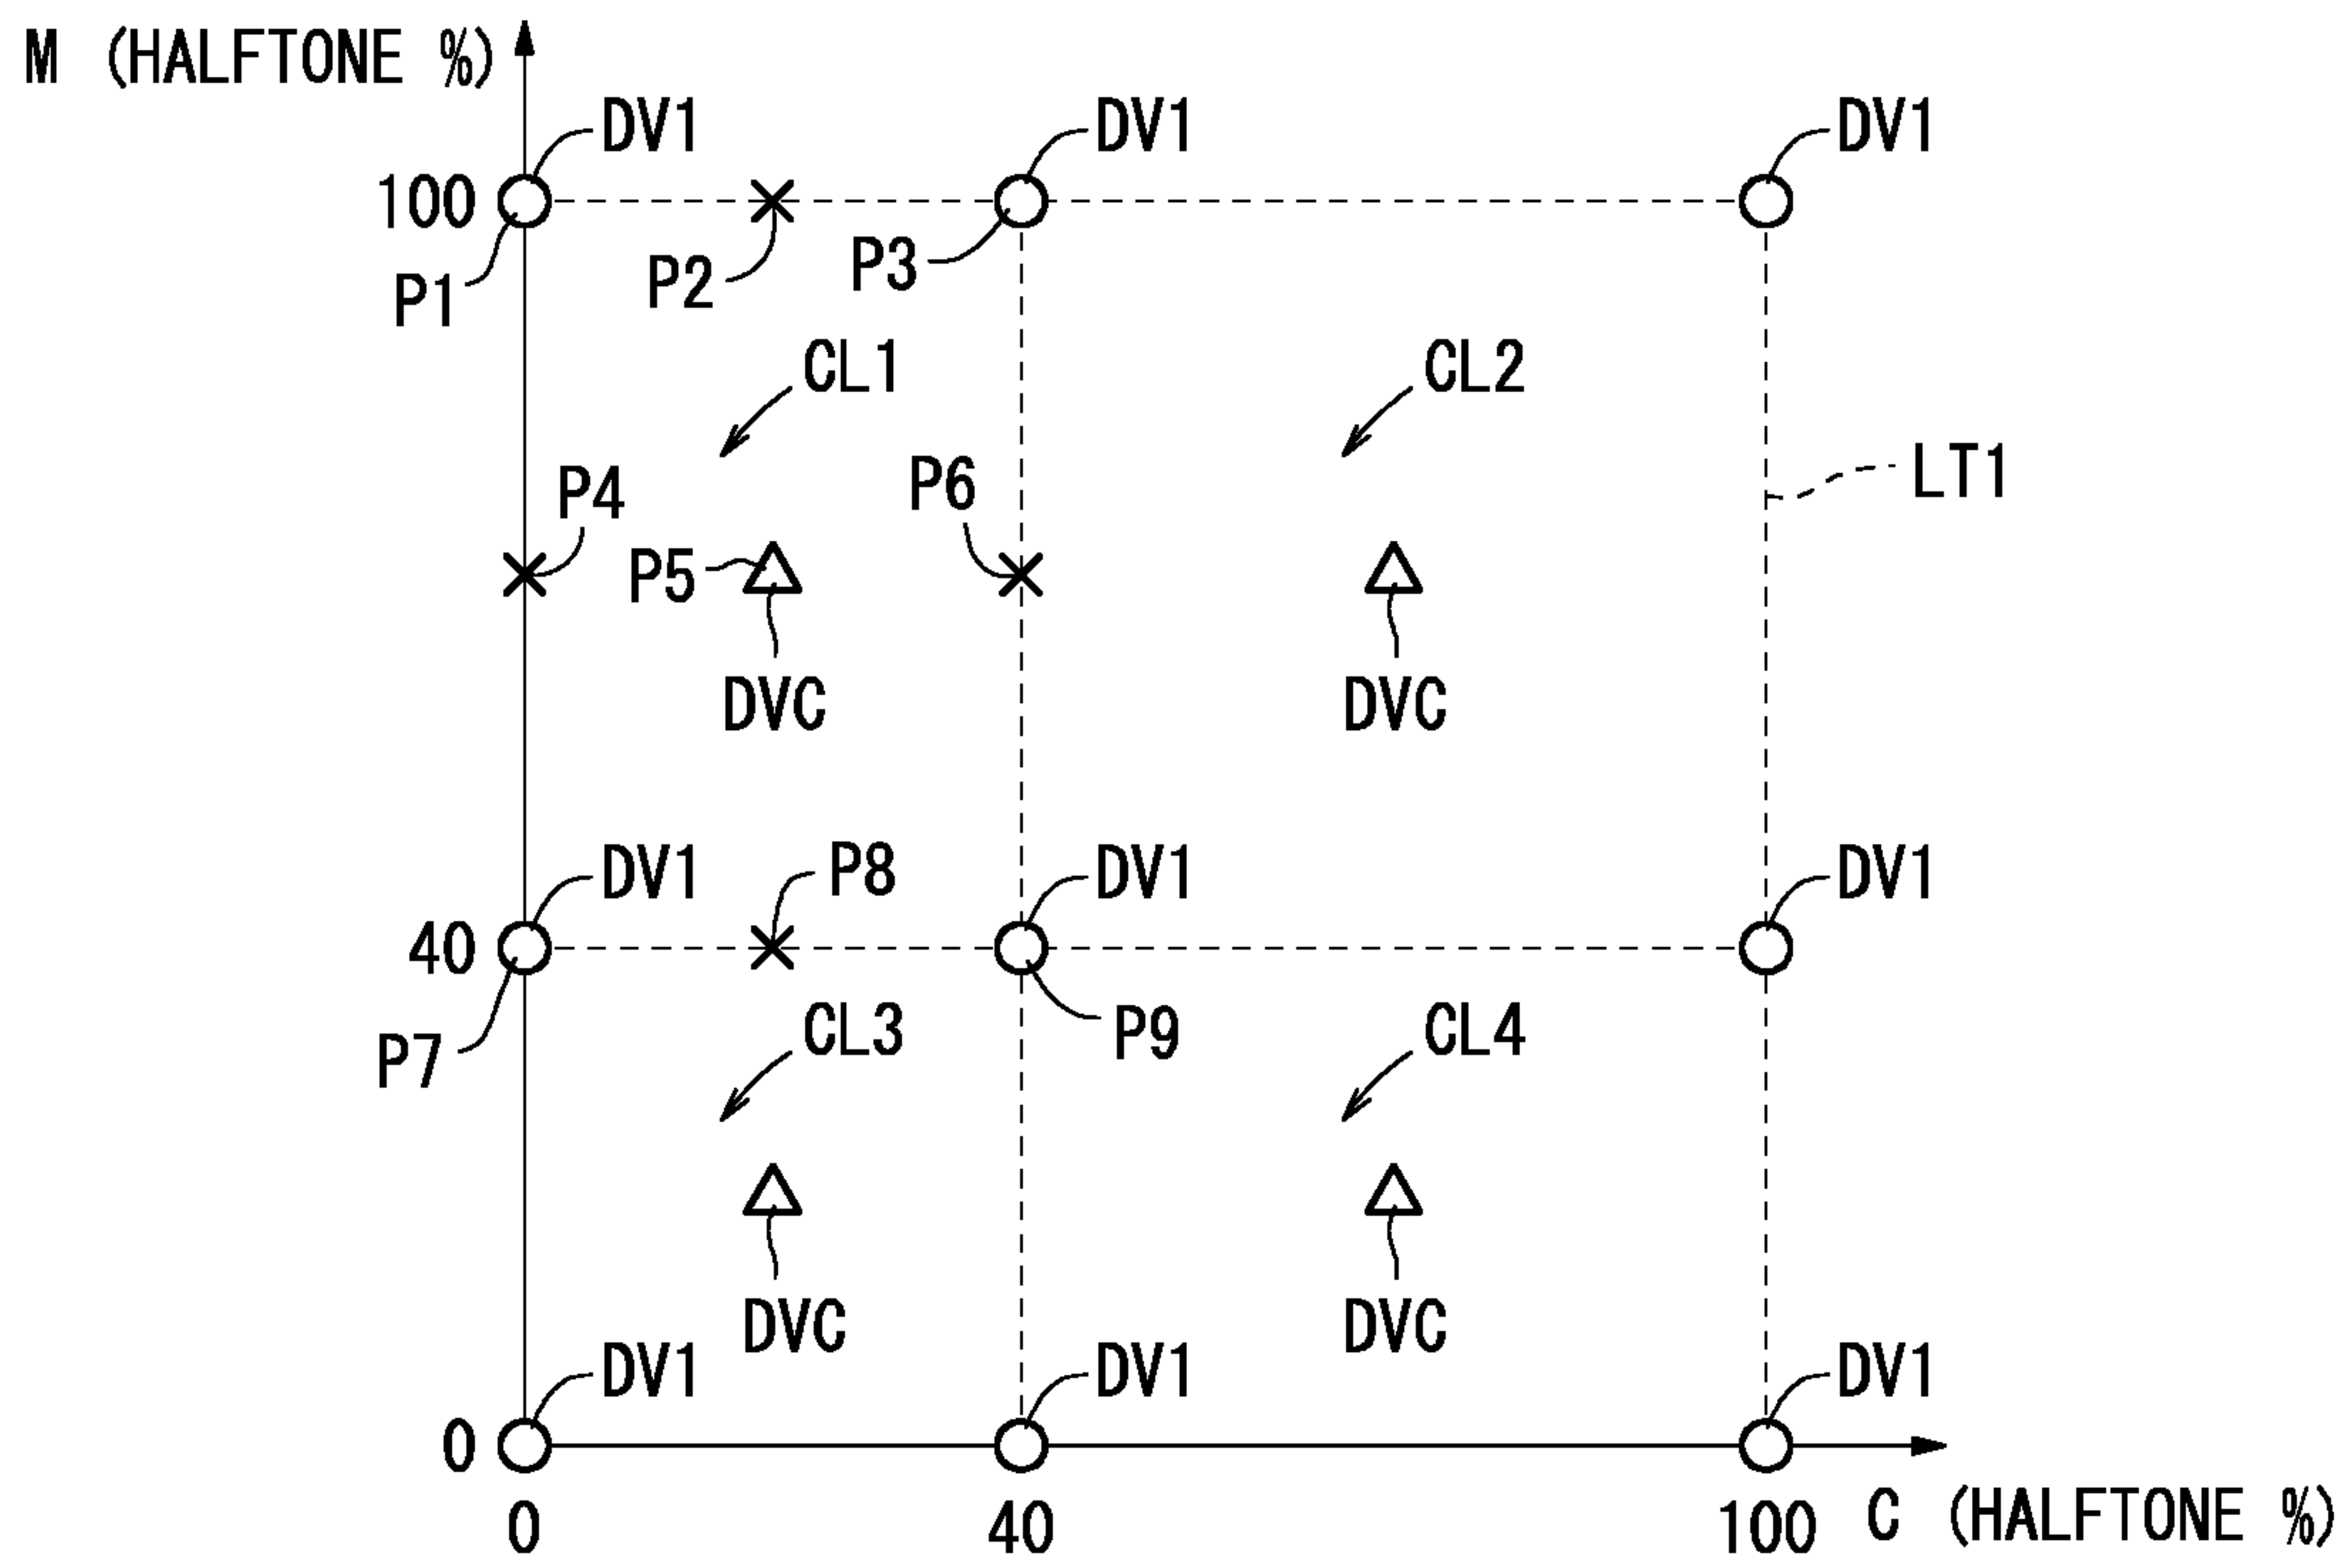 M (HALFTONE %)
DV1 DV1 DV1
100
P1 P2 P3
CL1 CL2
P4 P6 LT1
P5
DVC DVC
DV1 P8 DV1 DV1
40
P7 CL3 P9 CL4
DVC DVC
DV1 DV1 DV1
0
0 40 100 C (HALFTONE %)